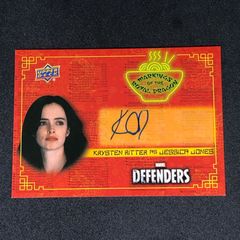 UPPER DECK
MARKINGS
OF THE
ROYAL DRAGON
KRYSTEN RITTER AS JESSICA JONES
MARVEL
DEFENDERS